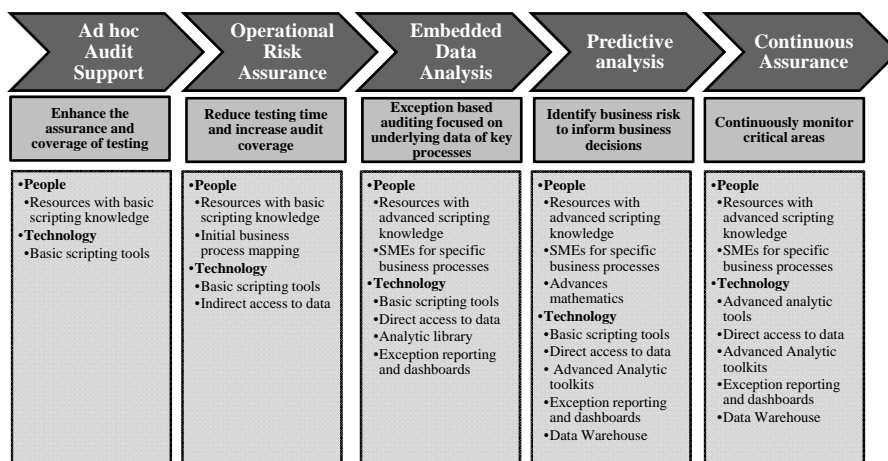 Ad hoc
Audit
Support
Operational
Risk
Assurance
Embedded
Data
Analysis
Predictive
analysis
Continuous
Assurance
Enhance the
assurance and
coverage of testing
Reduce testing time
and increase audit
coverage
Exception based
auditing focused on
underlying data of key
processes
Identify business risk
to inform business
decisions
Continuously monitor
critical areas
•People
•Resources with basic
scripting knowledge
•Technology
•Basic scripting tools
•People
•Resources with basic
scripting knowledge
•Initial business
process mapping
•Technology
•Basic scripting tools
•Indirect access to data
•People
•Resources with
advanced scripting
knowledge
•SMEs for specific
business processes
•Technology
•Basic scripting tools
•Direct access to data
•Analytic library
•Exception reporting
and dashboards
•People
•Resources with
advanced scripting
knowledge
•SMEs for specific
business processes
•Advances
mathematics
•Technology
•Basic scripting tools
•Direct access to data
• Advanced Analytic
toolkits
•Exception reporting
and dashboards
•Data Warehouse
•People
•Resources with
advanced scripting
knowledge
•SMEs for specific
business processes
•Technology
•Advanced analytic
tools
•Direct access to data
•Advanced Analytic
toolkits
•Exception reporting
and dashboards
•Data Warehouse